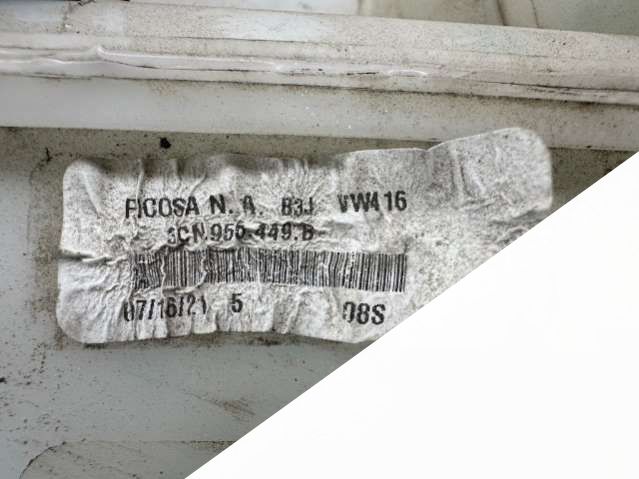 FICOSA N. A. B3J VW416
3CN.955.449.B
07/16/21 5 08S